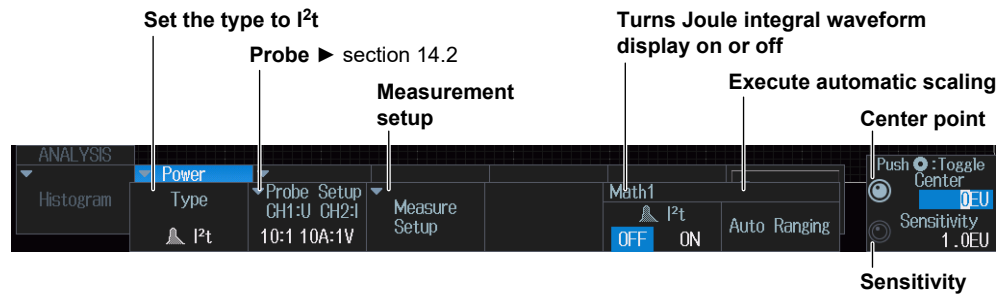 Set the type to I²t
Probe ► section 14.2
Measurement
setup
Turns Joule integral waveform
display on or off
Execute automatic scaling
Center point
ANALYSIS
Histogram
Power
Type
I²t
Probe Setup
CH1:U CH2:I
10:1 10A:1V
Measure
Setup
Math1
I²t
OFF ON
Auto Ranging
Push :Toggle
Center
0EU
Sensitivity
1.0EU
Sensitivity